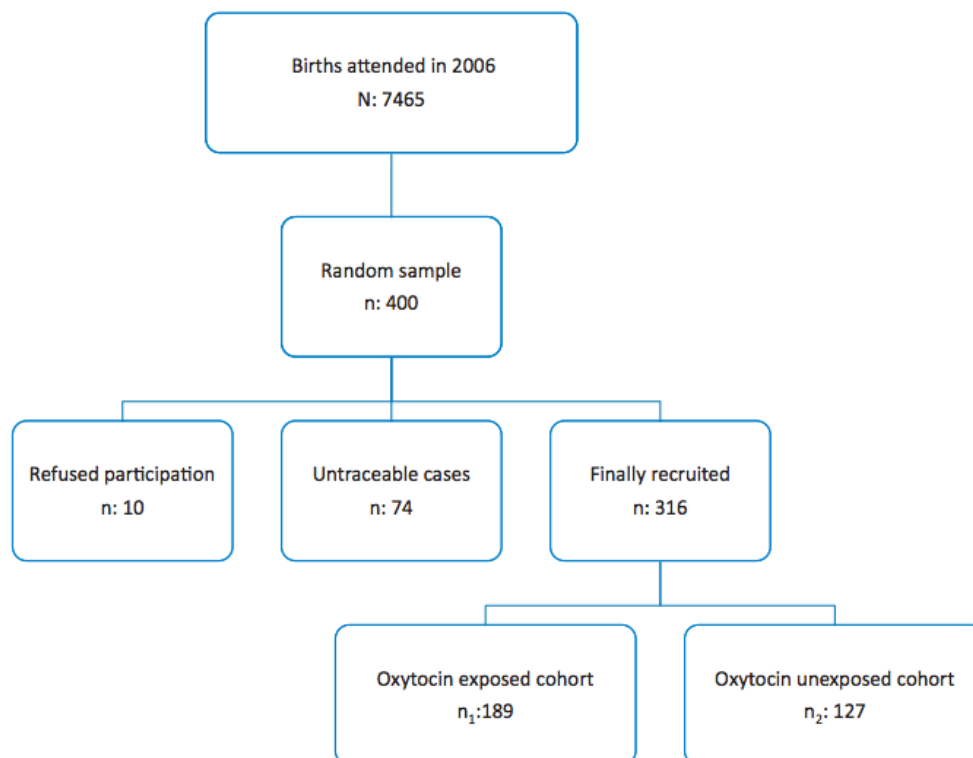 Births attended in 2006
N: 7465
Random sample
n: 400
Refused participation
n: 10
Untraceable cases
n: 74
Finally recruited
n: 316
Oxytocin exposed cohort
n₁:189
Oxytocin unexposed cohort
n₂: 127